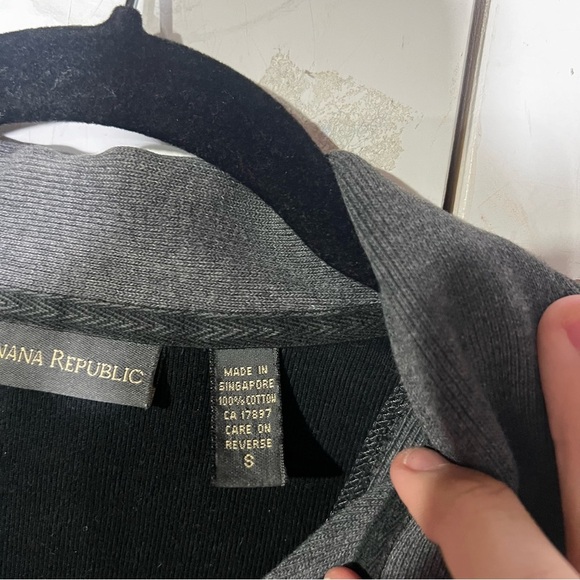 NANA REPUBLIC
MADE IN
SINGAPORE
100% COTTON
CA 17897
CARE ON
REVERSE
S